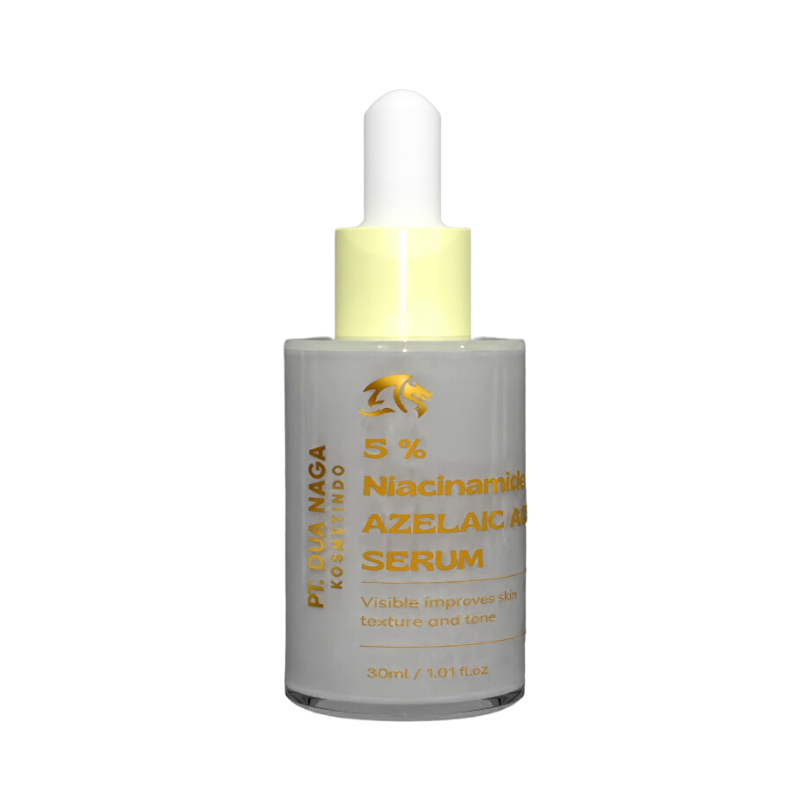 PT. DUA NAGA
KOSMETINDO
5 %
Niacinamide
AZELAIC
SERUM
Visible improves skin
texture and tone
30ml / 1.01 fl.oz